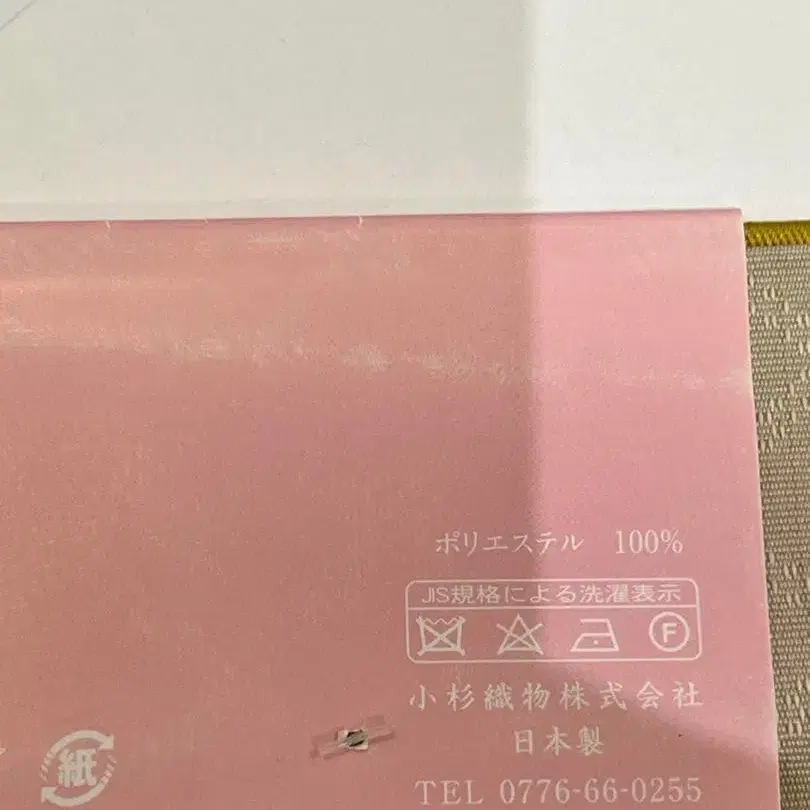 ポリエステル 100%
JIS規格による洗濯表示
F
小杉織物株式会社
日本製
TEL 0776-66-0255
紙